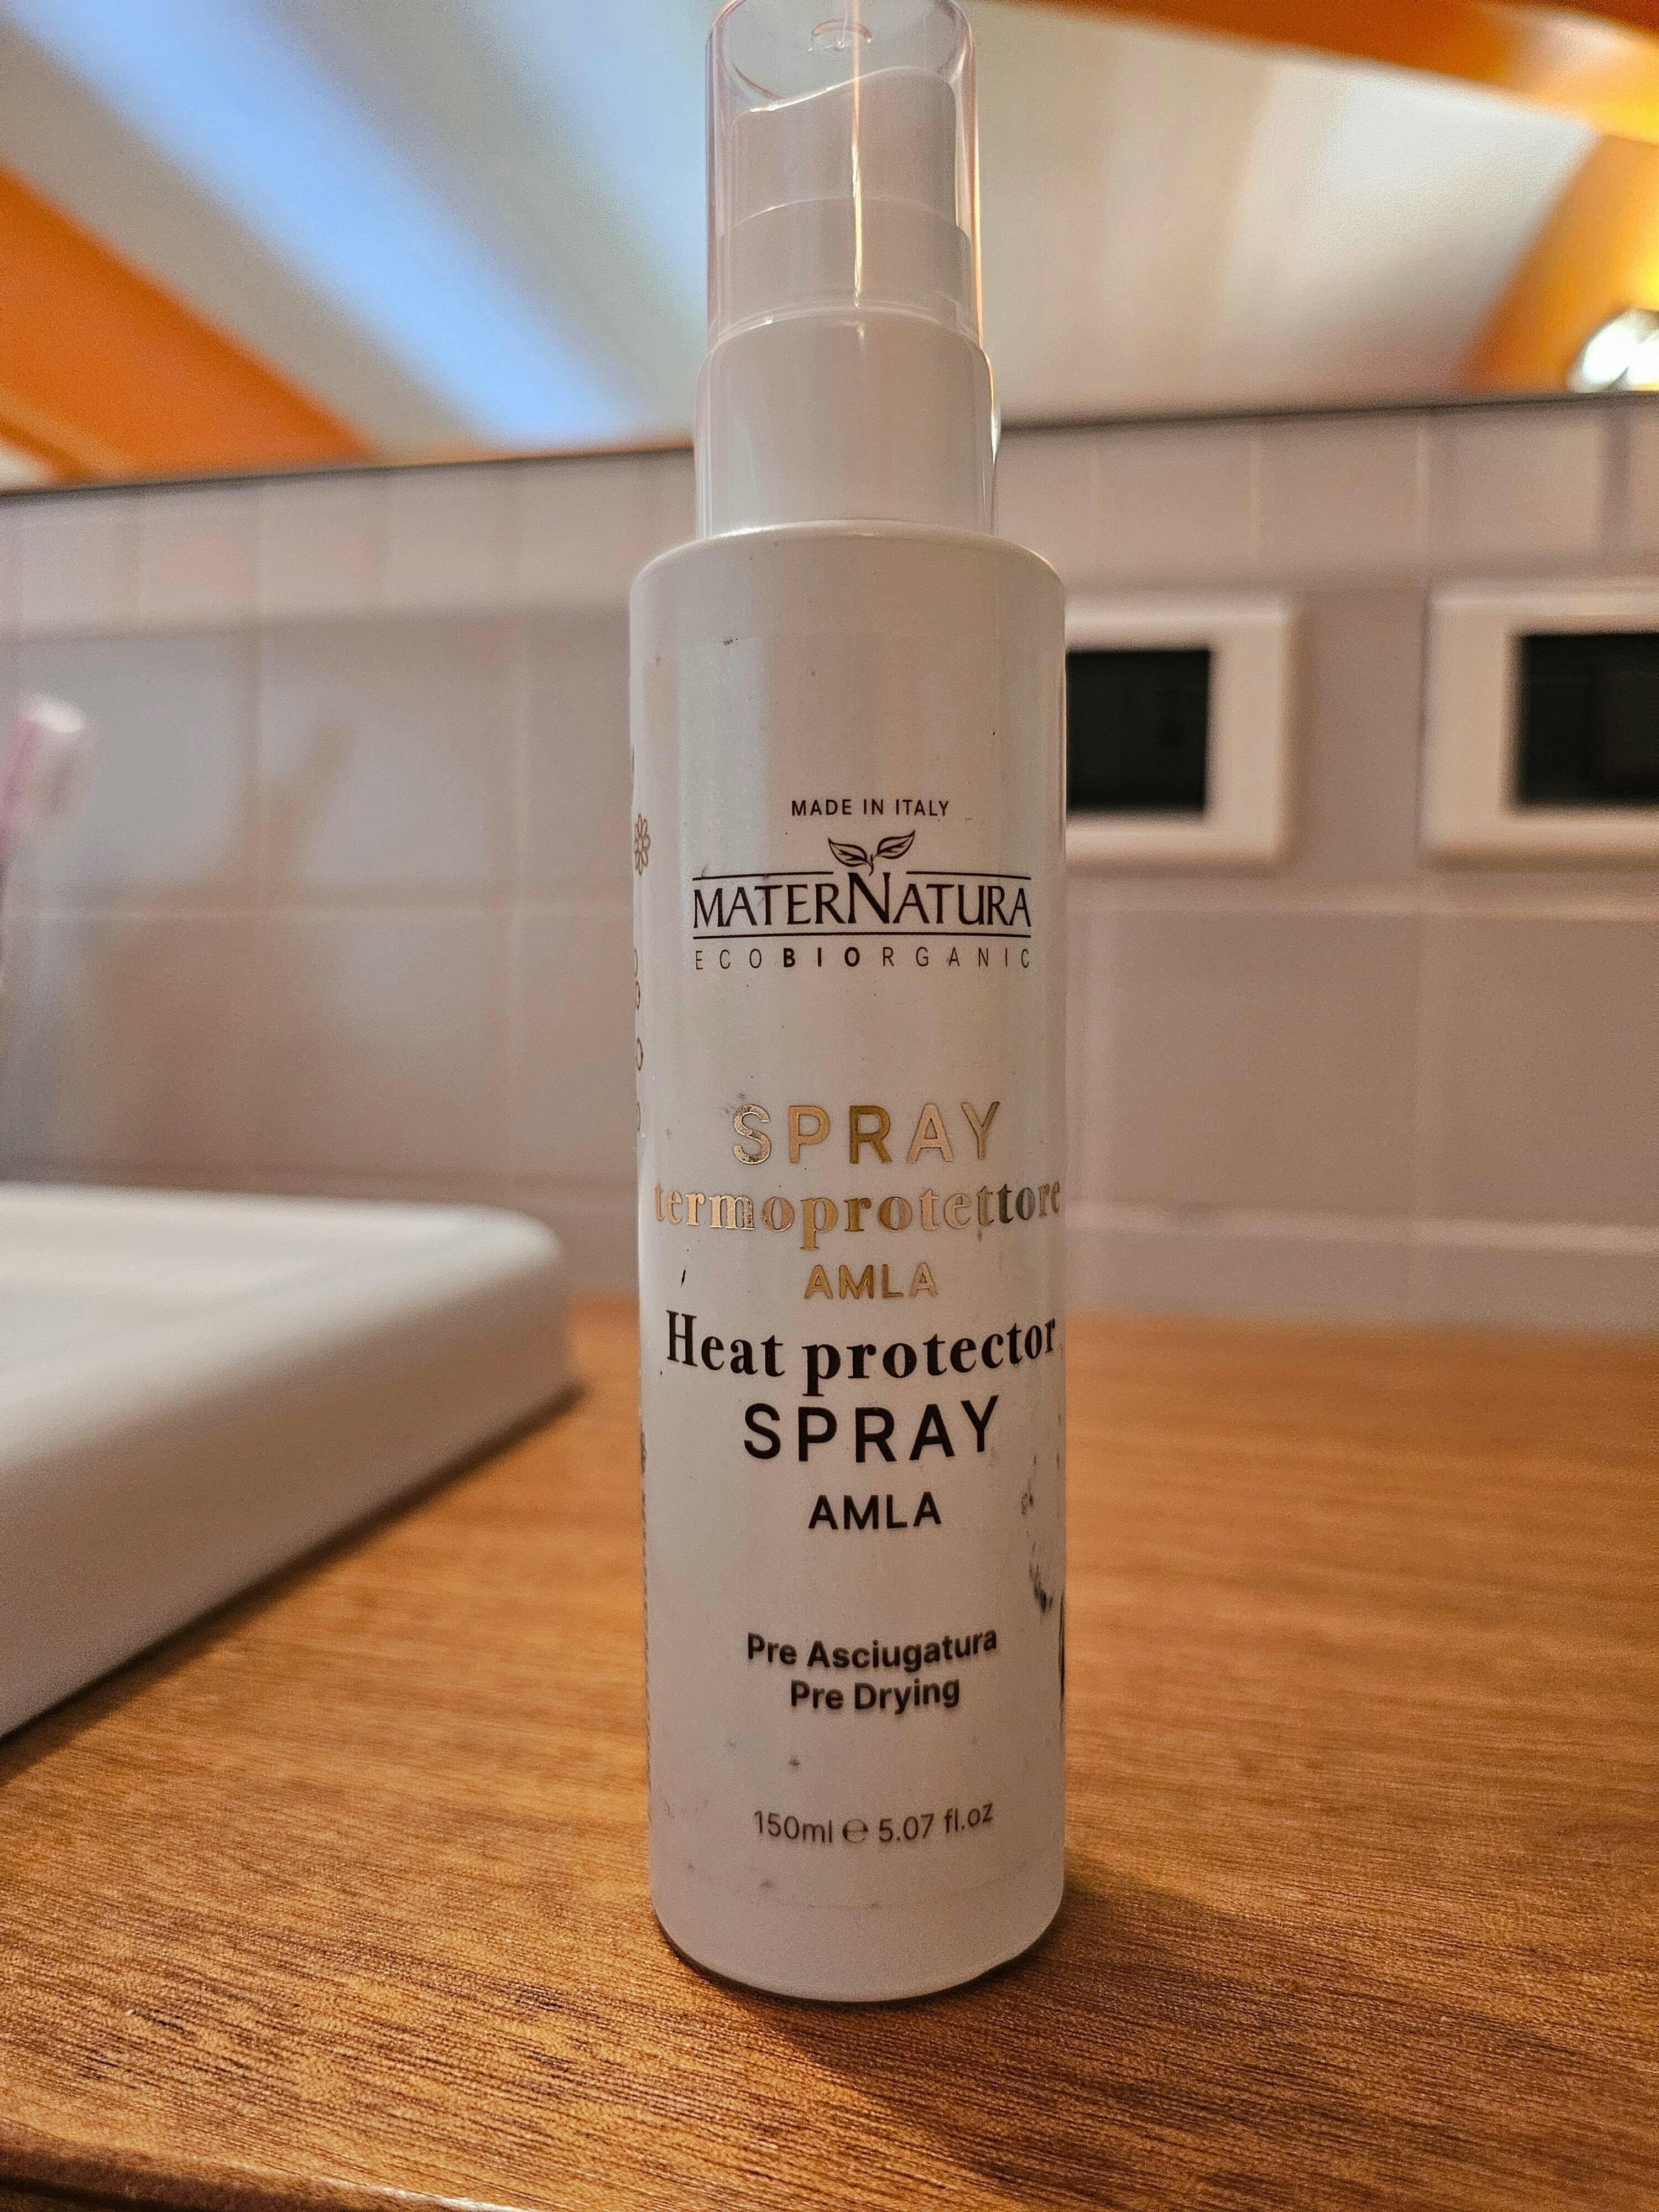 MADE IN ITALY
MATERNATURA
ECOBIORGANIC
SPRAY
termoprotettore
AMLA
Heat protector
SPRAY
AMLA
Pre Asciugatura
Pre Drying
150ml ℮ 5.07 fl.oz